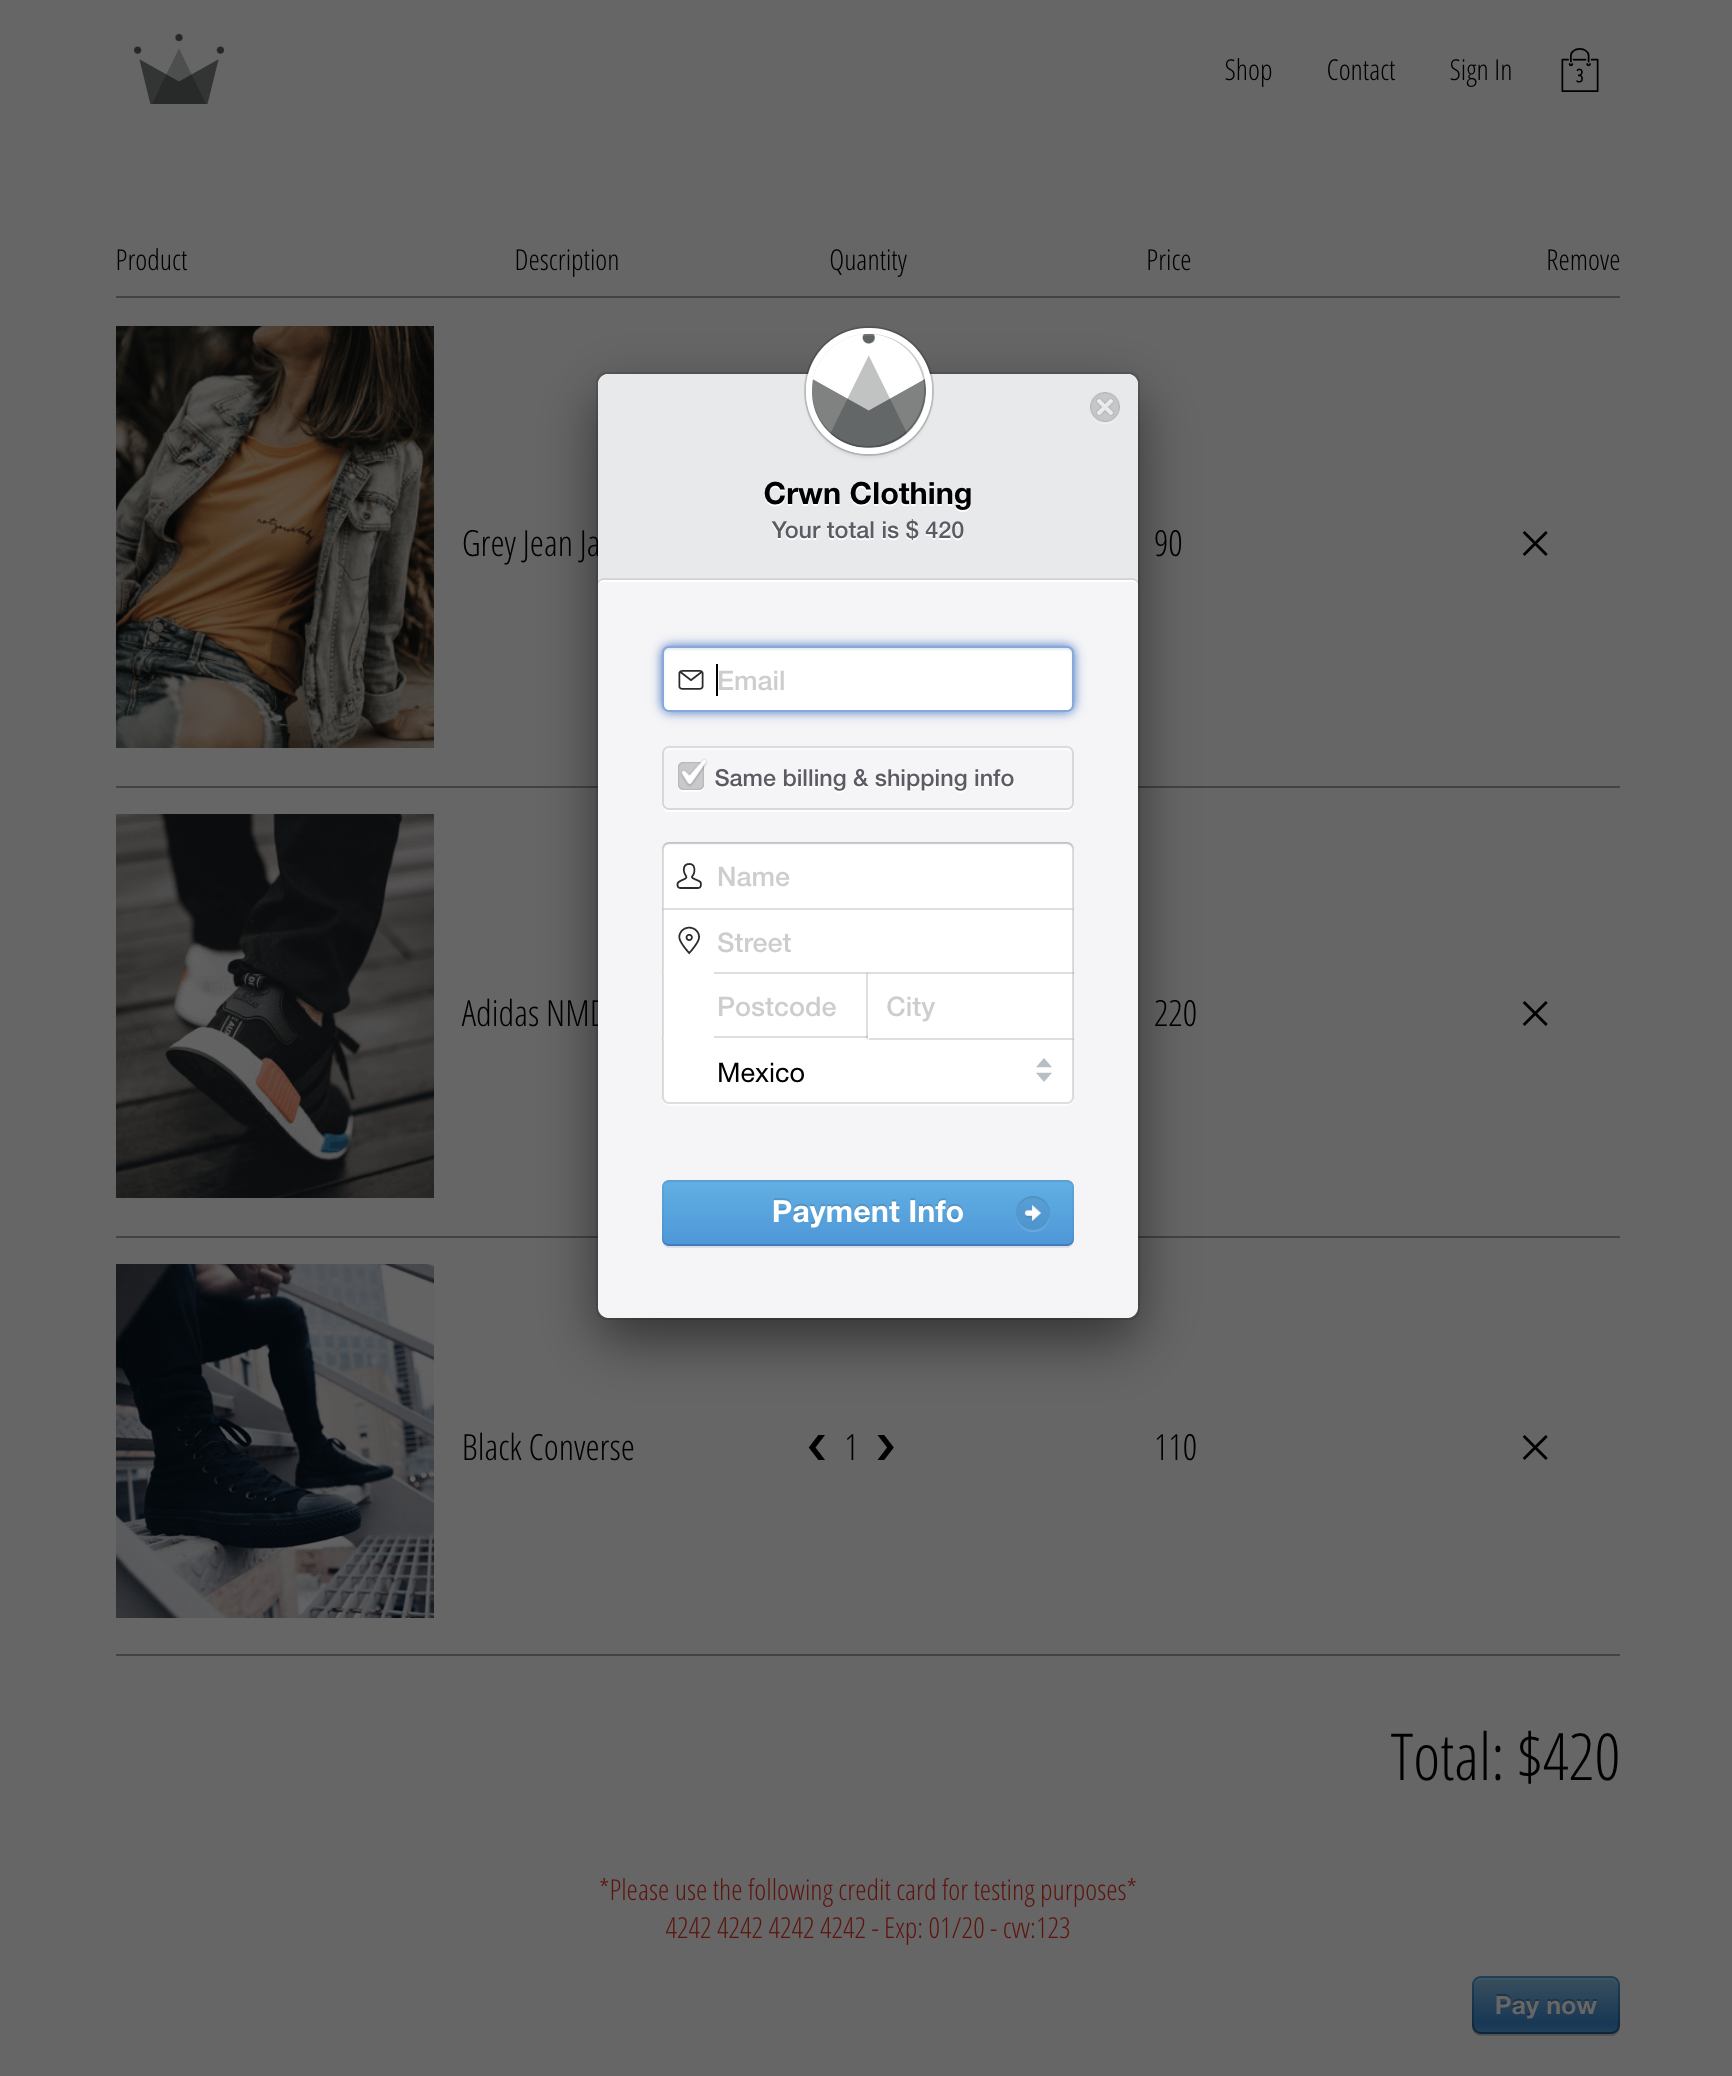 Shop Contact Sign In 3
Product Description Quantity Price Remove
Crwn Clothing
Your total is $ 420
Grey Jean 90
Email
Same billing & shipping info
Name
Street
Adidas 220
Postcode City
Mexico
Payment Info
Black Converse ❮ 1 ❯ 110
Total: $420
*Please use the following credit card for testing purposes*
4242 4242 4242 4242 - Exp: 01/20 - cvv:123
Pay now